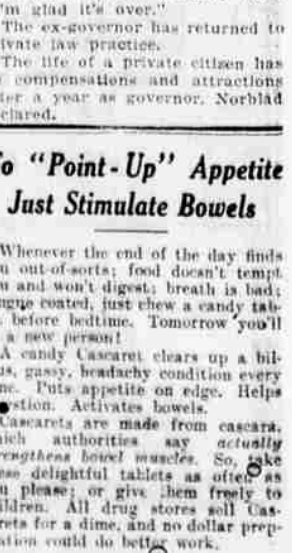 'm glad it's over."
The ex-governor has returned to
ivate law practice.
The life of a private citizen has
compensations and attractions
ter a year as governor, Norblad
clared.
o "Point-Up" Appetite
Just Stimulate Bowels
Whenever the end of the day finds
u out-of-sorts; food doesn't tempt
u and won't digest; breath is bad;
ngue coated, just chew a candy tab-
before bedtime. Tomorrow you'll
a new person!
A candy Cascaret clears up a bil-
us, gassy, headachy condition every
me. Puts appetite on edge. Helps
estion. Activates bowels.
Cascarets are made from cascara,
hich authorities say actually
rengthens bowel muscles. So, take
ese delightful tablets as often as
u please; or give them freely to
ildren. All drug stores sell Cas-
rets for a dime, and no dollar prep-
ation could do better work.